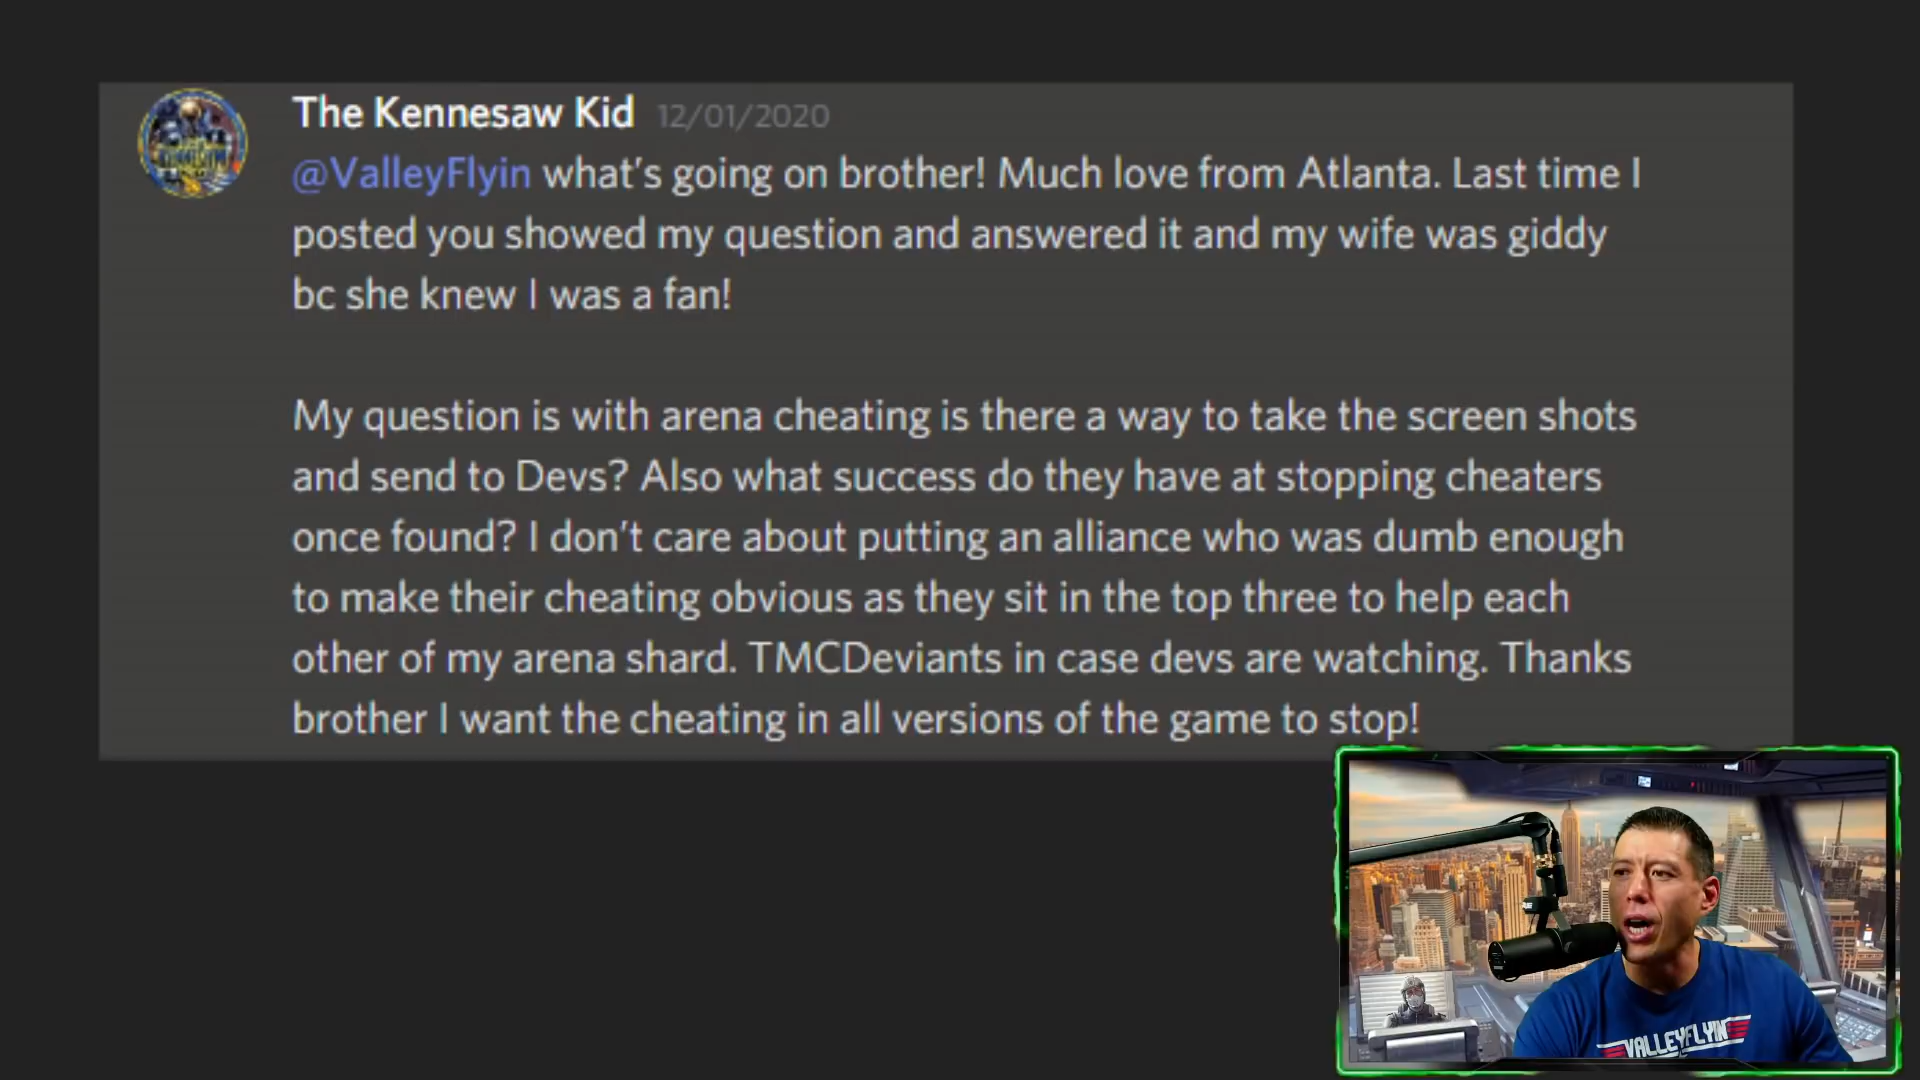 The Kennesaw Kid 12/01/2020
@ValleyFlyin what's going on brother! Much love from Atlanta. Last time I
posted you showed my question and answered it and my wife was giddy
bc she knew I was a fan!
My question is with arena cheating is there a way to take the screen shots
and send to Devs? Also what success do they have at stopping cheaters
once found? I don't care about putting an alliance who was dumb enough
to make their cheating obvious as they sit in the top three to help each
other of my arena shard. TMCDeviants in case devs are watching. Thanks
brother I want the cheating in all versions of the game to stop!
VALLEYFLYIN